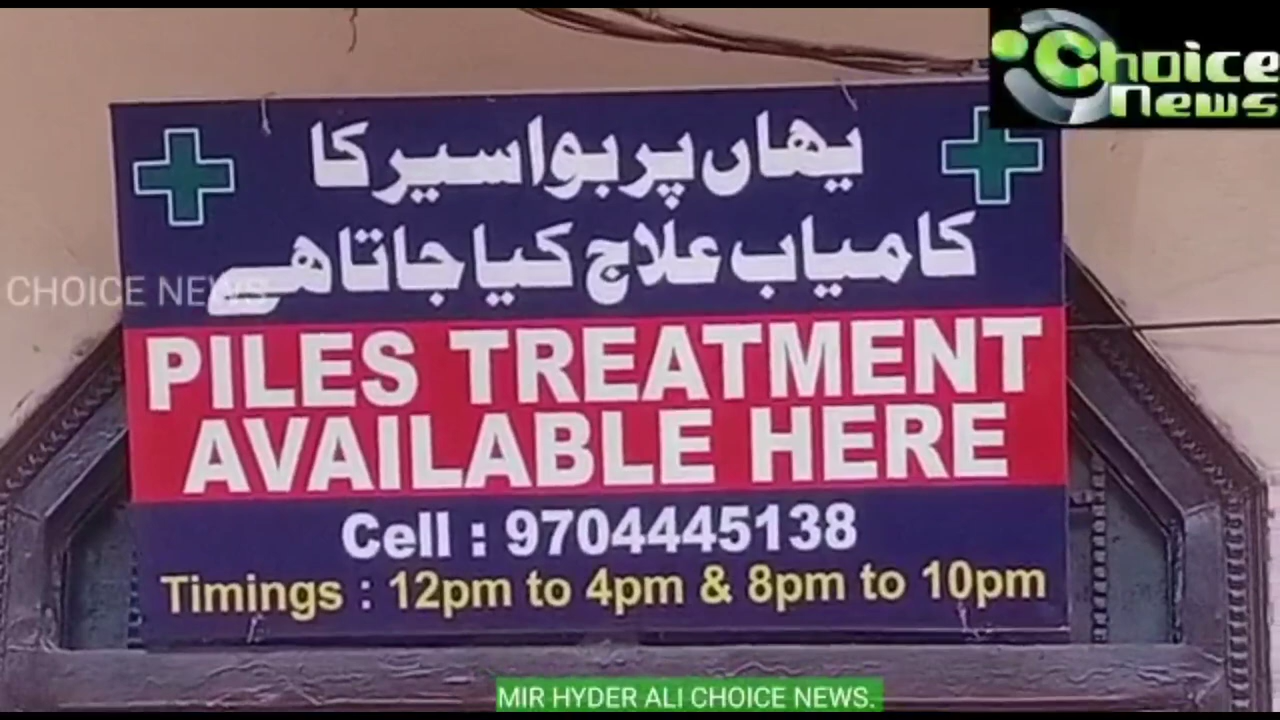 Choice
News
یھاں پر بواسیر کا
کامیاب علاج کیا جاتا ھے
CHOICE NEWS
PILES TREATMENT
AVAILABLE HERE
Cell : 9704445138
Timings : 12pm to 4pm & 8pm to 10pm
MIR HYDER ALI CHOICE NEWS.